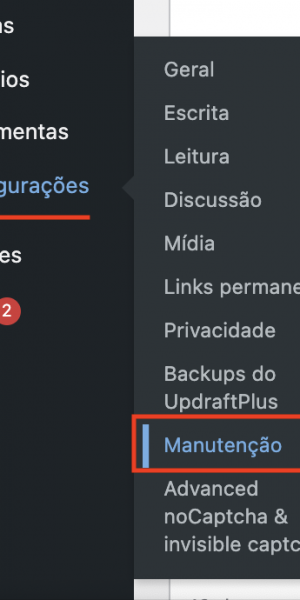 as
ios
mentas
gurações
es
2
Geral
Escrita
Leitura
Discussão
Mídia
Links permane
Privacidade
Backups do
UpdraftPlus
Manutenção
Advanced
noCaptcha &
invisible captc